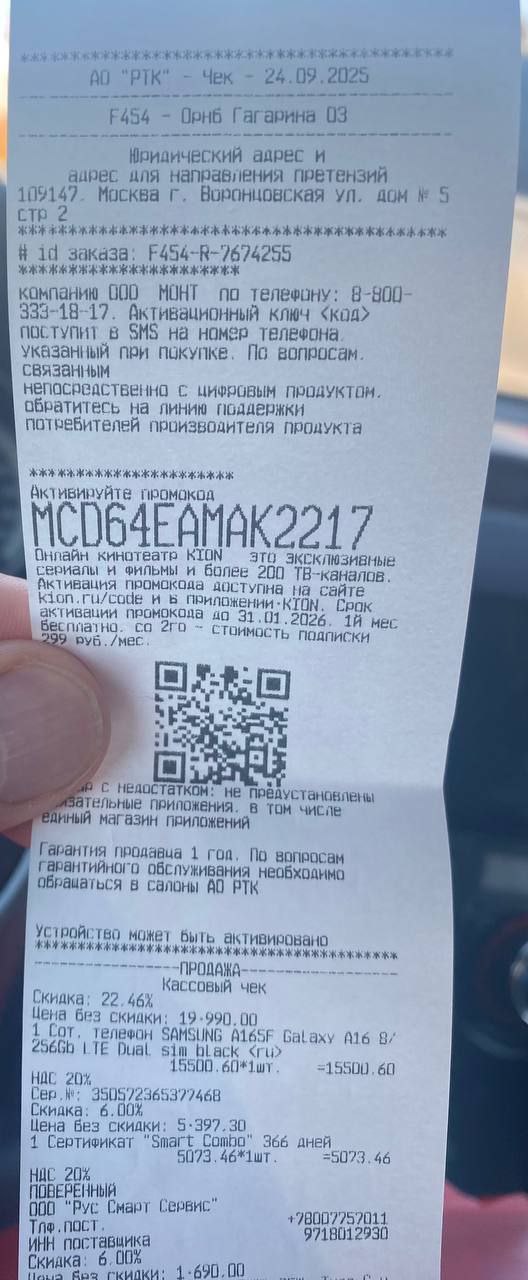 ************************************************
АО "РТК" - Чек - 24.09.2025
------------------------------------------------
F454 - Орнб Гагарина 03
------------------------------------------------
Юридический адрес и
адрес для направления претензий
109147. Москва г. Воронцовская ул. дом № 5
стр 2
************************************************
# id заказа: F454-R-7674255
************************
компанию ООО МОНТ по телефону: 8-800-
333-18-17. Активационный ключ <код>
поступит в SMS на номер телефона.
указанный при покупке. По вопросам.
связанным
непосредственно с цифровым продуктом.
обратитесь на линию поддержки
потребителей производителя продукта
************************
Активируйте промокод
MCD64EAMAK2217
Онлайн кинотеатр KION это эксклюзивные
сериалы и фильмы и более 200 ТВ-каналов.
Активация промокода доступна на сайте
kion.ru/code и в приложении-KION. Срок
активации промокода до 31.01.2026. 1й мес
бесплатно. со 2го - стоимость подписки
299 руб./мес.
с недостатком: не предустановлены
приложения. в том числе
единый магазин приложений
Гарантия продавца 1 год. По вопросам
гарантийного обслуживания необходимо
обращаться в салоны АО РТК
Устройство может быть активировано
************************************************
-----------------ПРОДАЖА------------------
Кассовый чек
Скидка: 22.46%
Цена без скидки: 19-990.00
1 Сот. телефон SAMSUNG A165F Galaxy A16 8/
256Gb LTE Dual sim black <ru>
15500.60*1шт. =15500.60
НДС 20%
Сер.№: 350572365377468
Скидка: 6.00%
Цена без скидки: 5-397.30
1 Сертификат "Smart Combo" 366 дней
5073.46*1шт. =5073.46
НДС 20%
ПОВЕРЕННЫЙ
ООО "Рус Смарт Сервис"
Тлф.пост. +78007757011
ИНН поставщика 9718012930
Скидка: 6.00%
Цена без скидки: 1-690.00